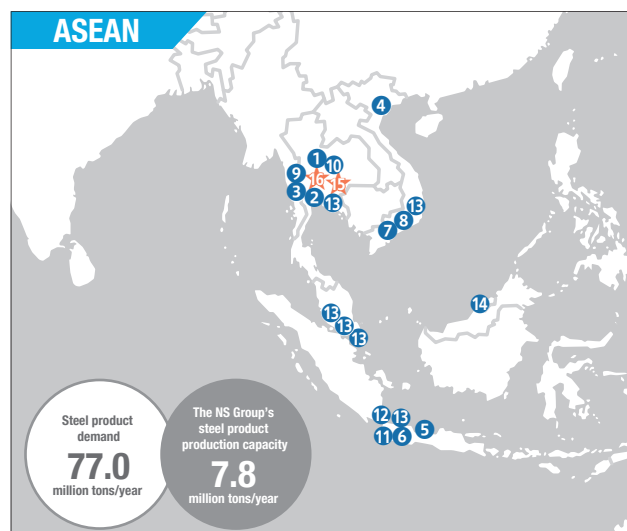 ASEAN
4
1
10
9
16
15
3
2
13
13
8
7
14
13
13
13
12
13
5
11
6
Steel product
demand
77.0
million tons/year
The NS Group's
steel product
production capacity
7.8
million tons/year